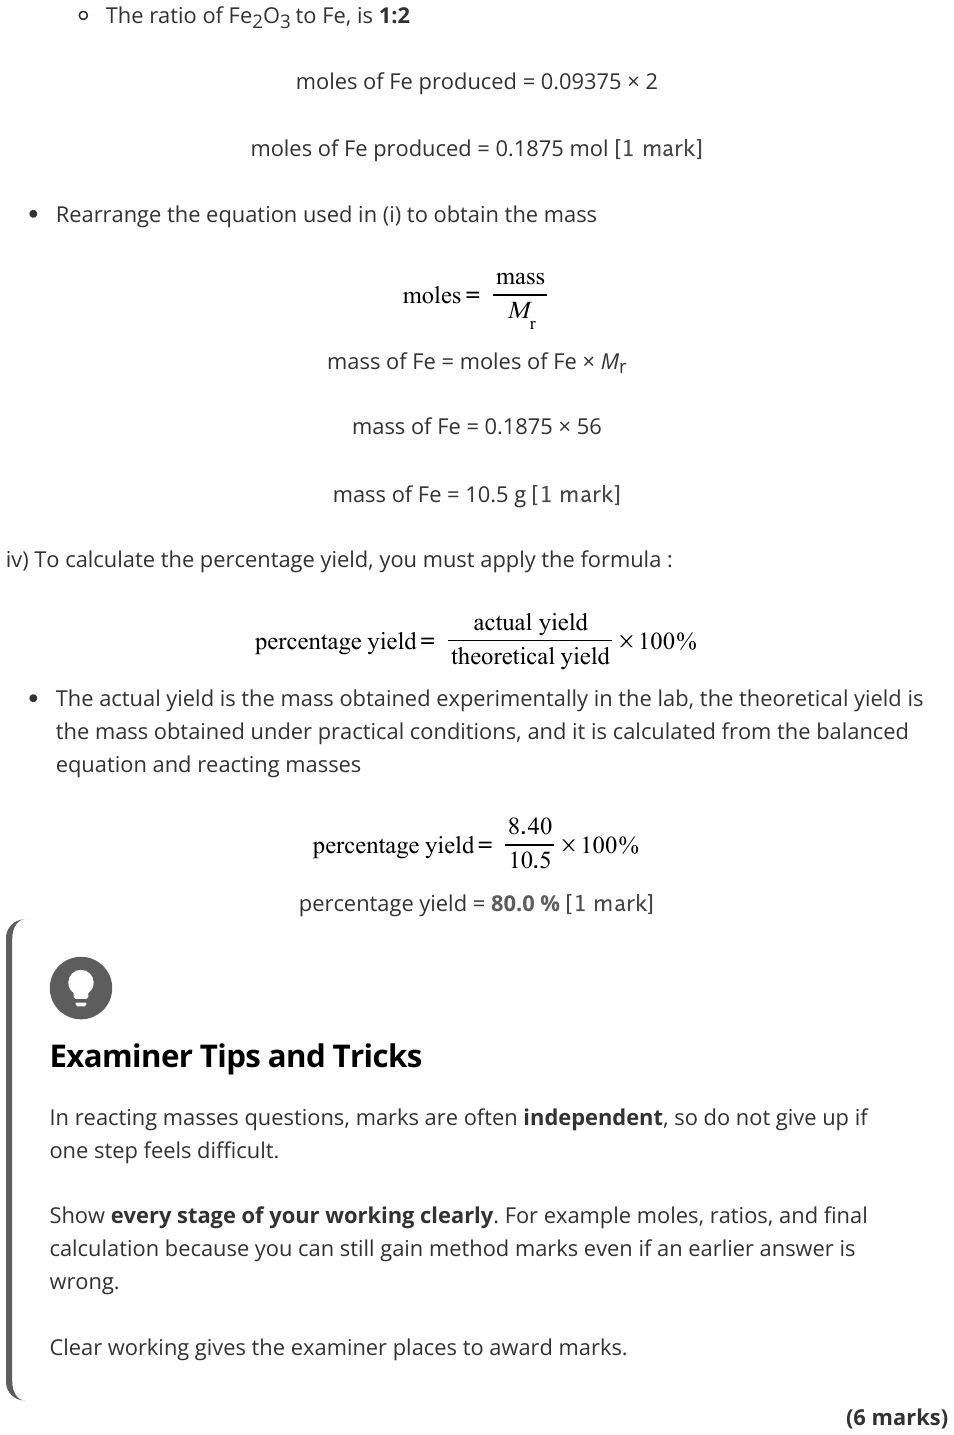 The ratio of Fe2O3 to Fe, is 1:2
moles of Fe produced = 0.09375 × 2
moles of Fe produced = 0.1875 mol [1 mark]
Rearrange the equation used in (i) to obtain the mass
moles = mass / Mr
mass of Fe = moles of Fe × Mr
mass of Fe = 0.1875 × 56
mass of Fe = 10.5 g [1 mark]
iv) To calculate the percentage yield, you must apply the formula :
percentage yield = actual yield / theoretical yield × 100%
The actual yield is the mass obtained experimentally in the lab, the theoretical yield is
the mass obtained under practical conditions, and it is calculated from the balanced
equation and reacting masses
percentage yield = 8.40 / 10.5 × 100%
percentage yield = 80.0 % [1 mark]
Examiner Tips and Tricks
In reacting masses questions, marks are often independent, so do not give up if
one step feels difficult.
Show every stage of your working clearly. For example moles, ratios, and final
calculation because you can still gain method marks even if an earlier answer is
wrong.
Clear working gives the examiner places to award marks.
(6 marks)